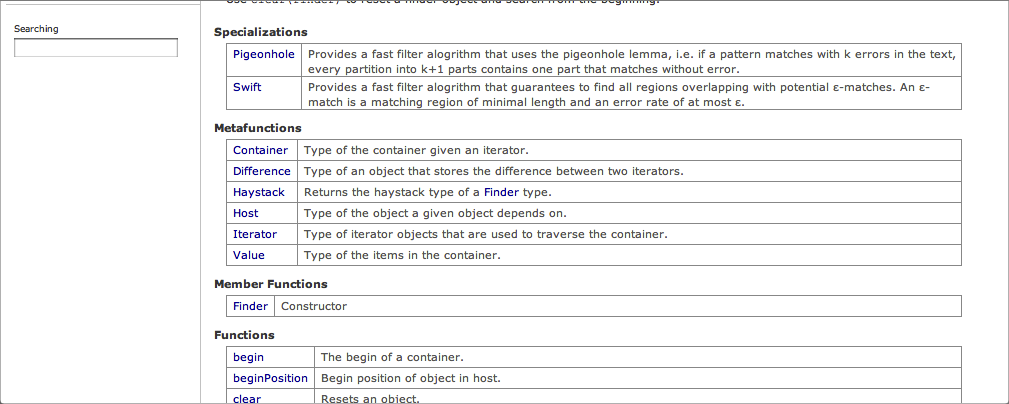 Use clear(finder) to reset a finder object and search from the beginning.
Searching
Specializations
Pigeonhole Provides a fast filter alogrithm that uses the pigeonhole lemma, i.e. if a pattern matches with k errors in the text,
every partition into k+1 parts contains one part that matches without error.
Swift Provides a fast filter alogrithm that guarantees to find all regions overlapping with potential ε-matches. An ε-
match is a matching region of minimal length and an error rate of at most ε.
Metafunctions
Container Type of the container given an iterator.
Difference Type of an object that stores the difference between two iterators.
Haystack Returns the haystack type of a Finder type.
Host Type of the object a given object depends on.
Iterator Type of iterator objects that are used to traverse the container.
Value Type of the items in the container.
Member Functions
Finder Constructor
Functions
begin The begin of a container.
beginPosition Begin position of object in host.
clear Resets an object.